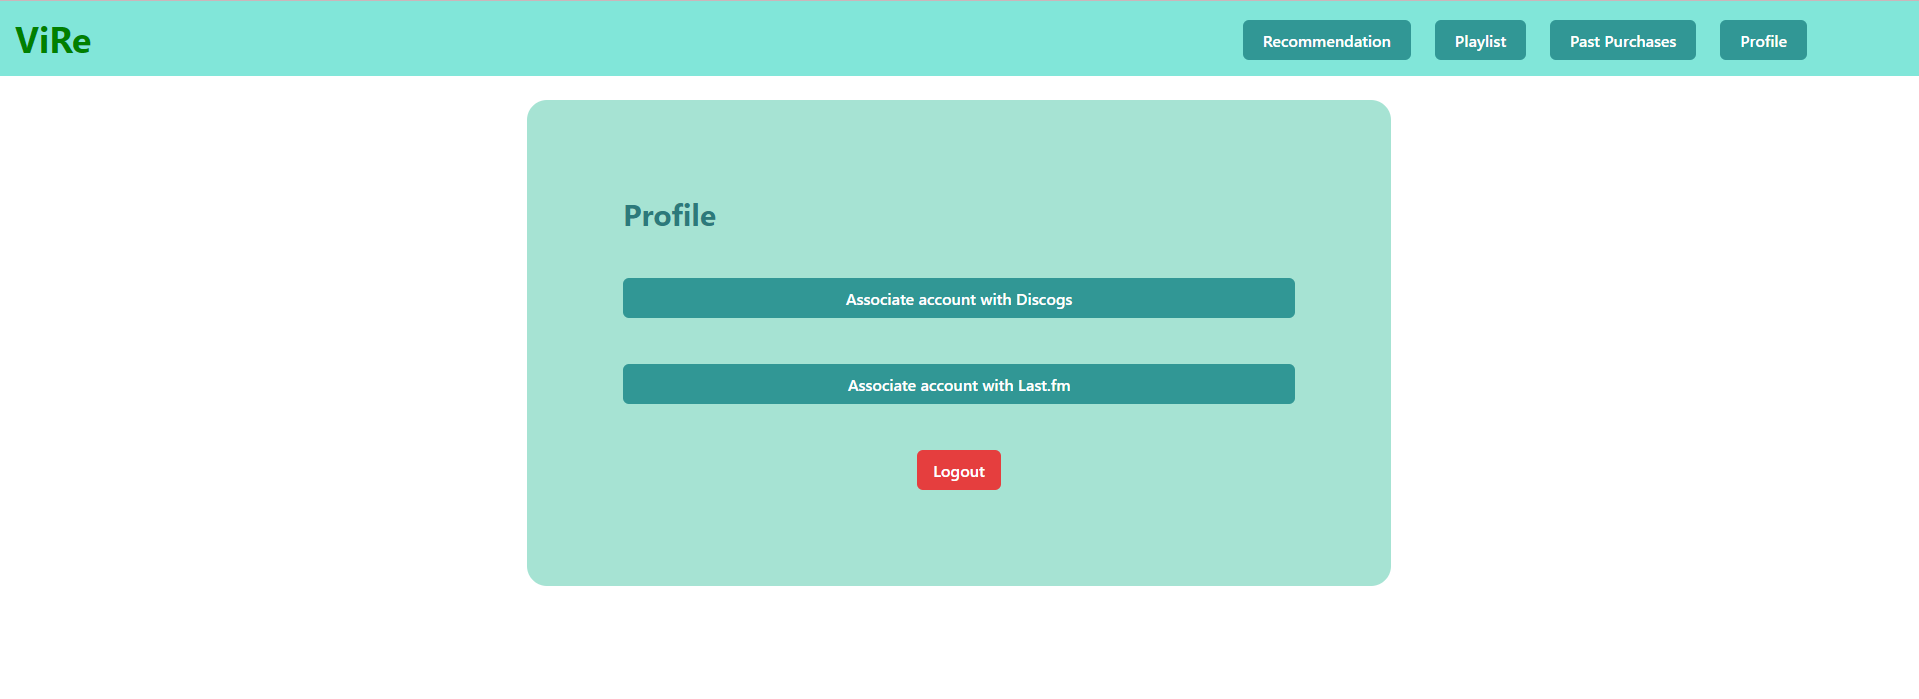 ViRe
Recommendation Playlist Past Purchases Profile
Profile
Associate account with Discogs
Associate account with Last.fm
Logout